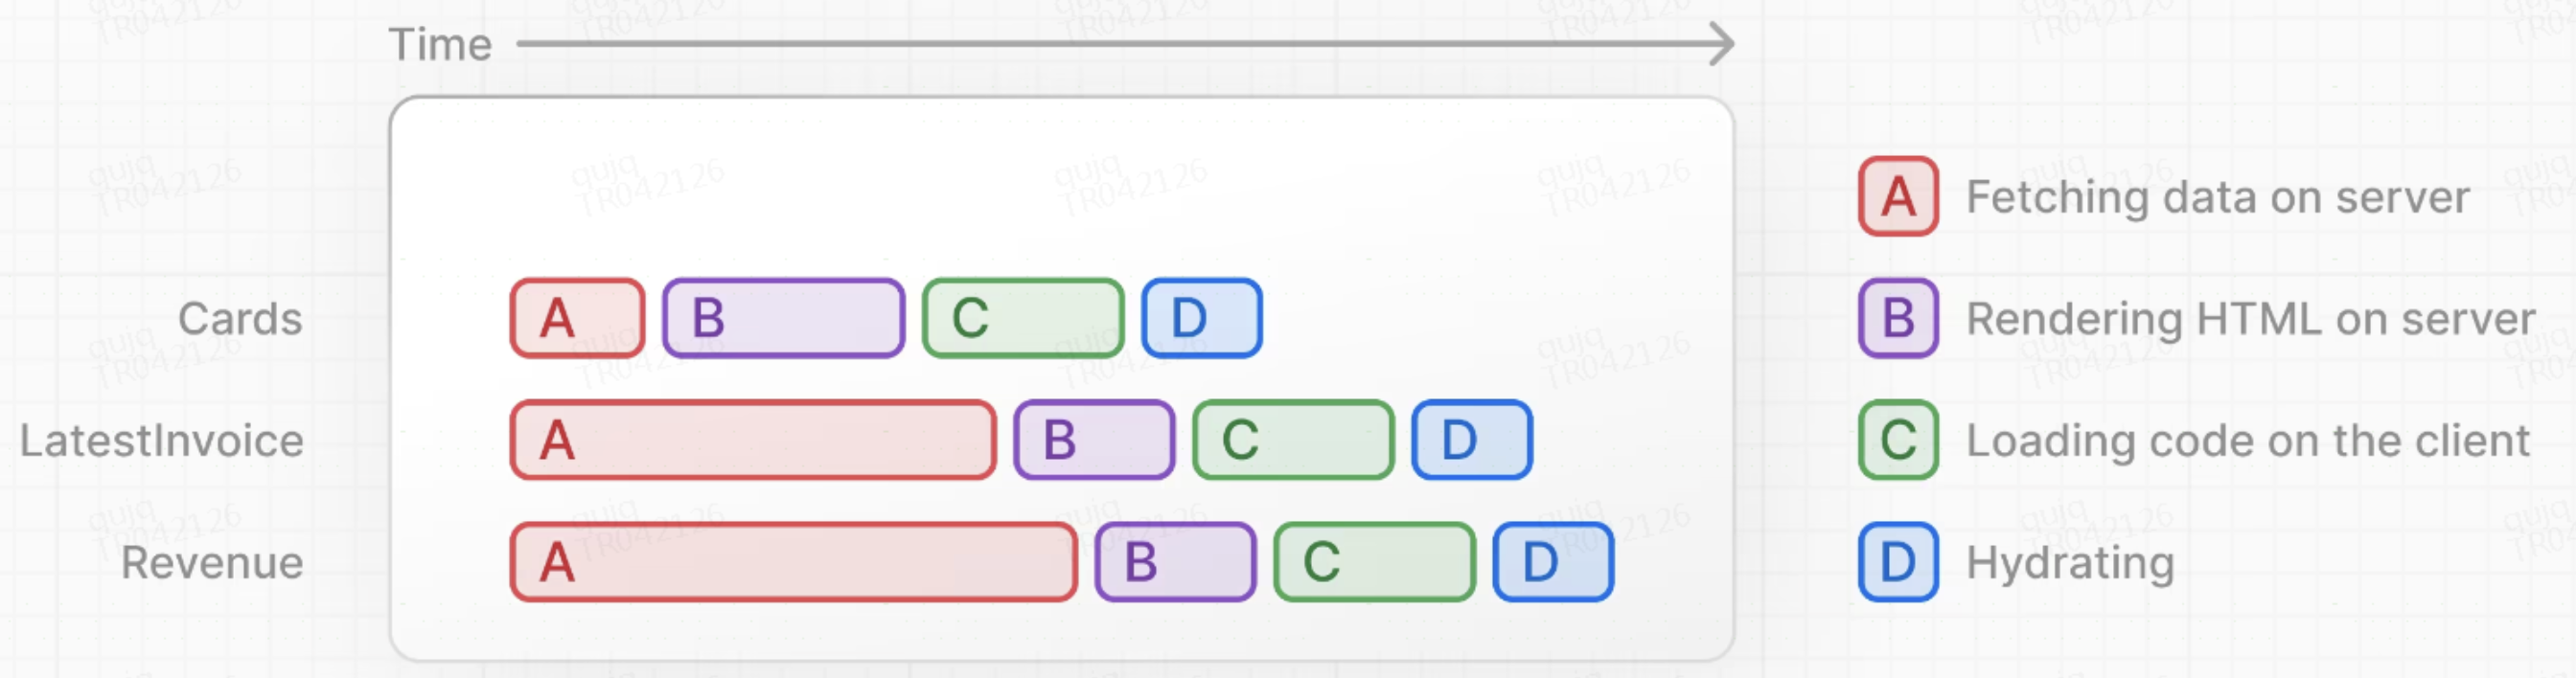 Time
A Fetching data on server
Cards A B C D B Rendering HTML on server
LatestInvoice A B C D C Loading code on the client
Revenue A B C D D Hydrating
qujq
TR042126